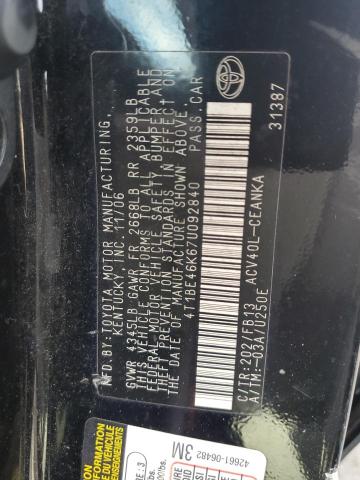 MFD.BY:TOYOTA MOTOR MANUFACTURING,
KENTUCKY, INC. 11/06
GVWR 4345LB GAWR FR 2668LB RR 2359LB
THIS VEHICLE CONFORMS TO ALL APPLICABLE
FEDERAL MOTOR VEHICLE SAFETY, BUMPER, AND
THEFT PREVENTION STANDARDS IN EFFECT ON
THE DATE OF MANUFACTURE SHOWN ABOVE.
4T1BE46K67U092840 PASS. CAR
C/TR:202/FB13 ACV40L-CEANKA
A/TM:-03A/U250E 31387
42661-06482
3M
INFORMATION